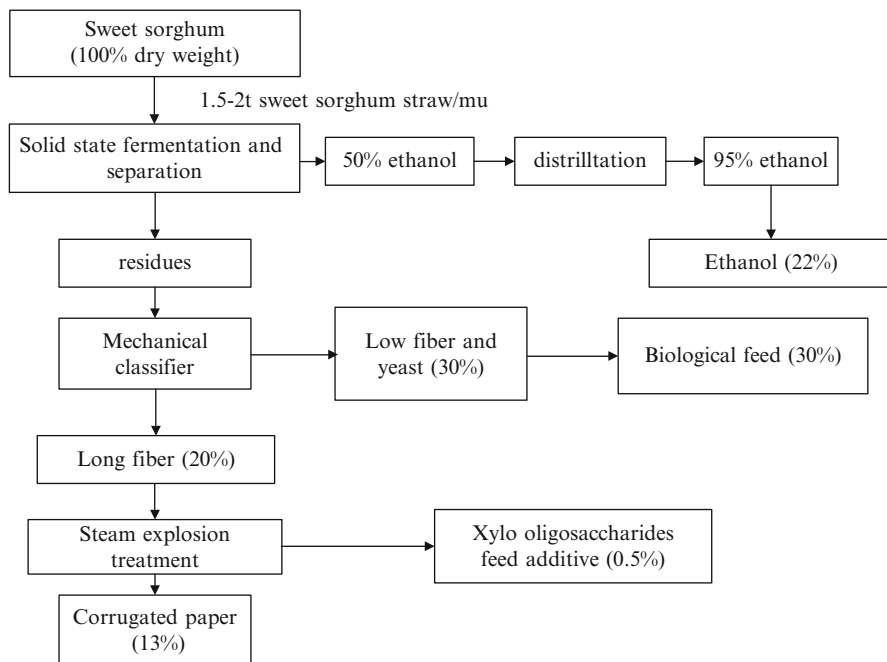 Sweet sorghum
(100% dry weight)
1.5-2t sweet sorghum straw/mu
Solid state fermentation and
separation
50% ethanol
distrilltation
95% ethanol
residues
Ethanol (22%)
Mechanical
classifier
Low fiber and
yeast (30%)
Biological feed (30%)
Long fiber (20%)
Steam explosion
treatment
Xylo oligosaccharides
feed additive (0.5%)
Corrugated paper
(13%)